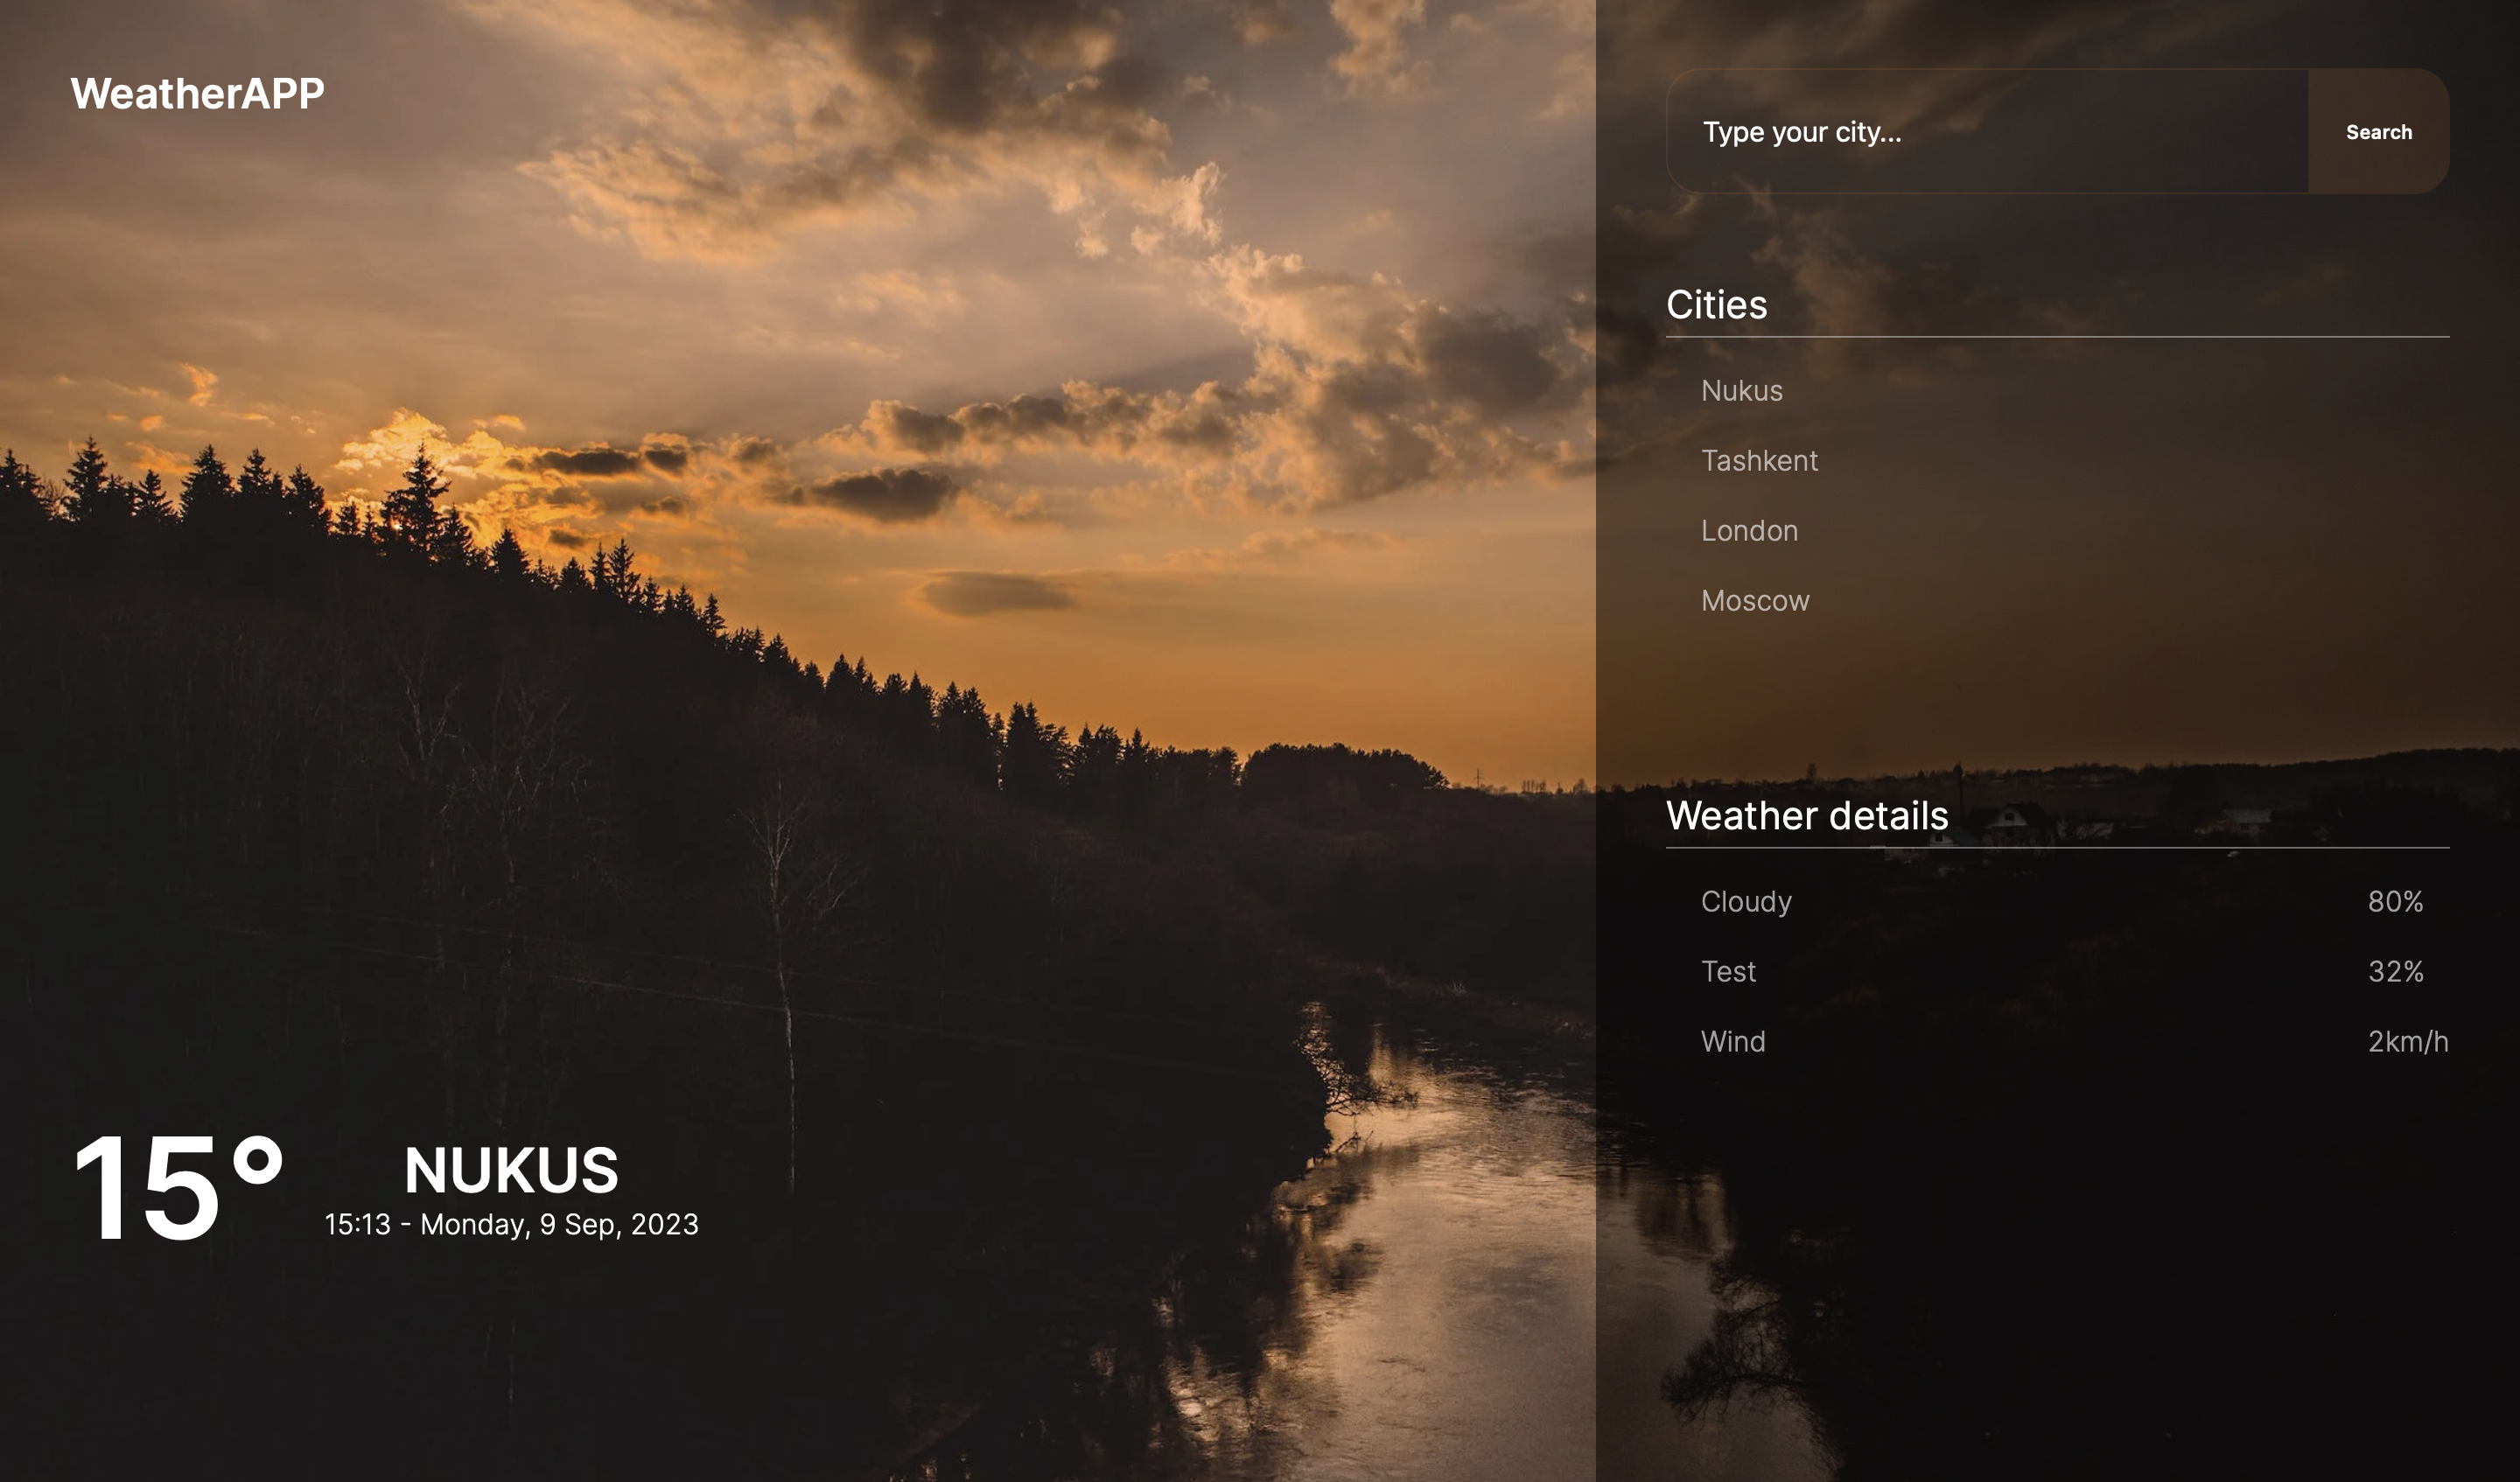 WeatherAPP
15°
NUKUS
15:13 - Monday, 9 Sep, 2023
Type your city...
Search
Cities
Nukus
Tashkent
London
Moscow
Weather details
Cloudy 80%
Test 32%
Wind 2km/h